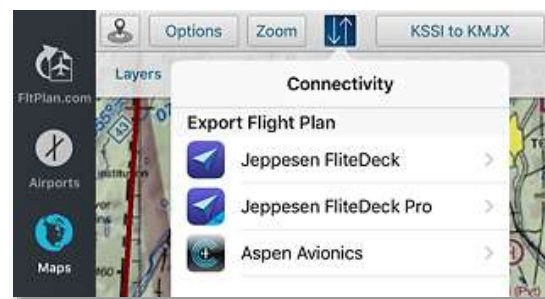 Options
Zoom
KSSI to KMJX
FltPlan.com
Layers
Connectivity
Export Flight Plan
Jeppesen FliteDeck
Airports
Jeppesen FliteDeck Pro
Maps
Aspen Avionics
43